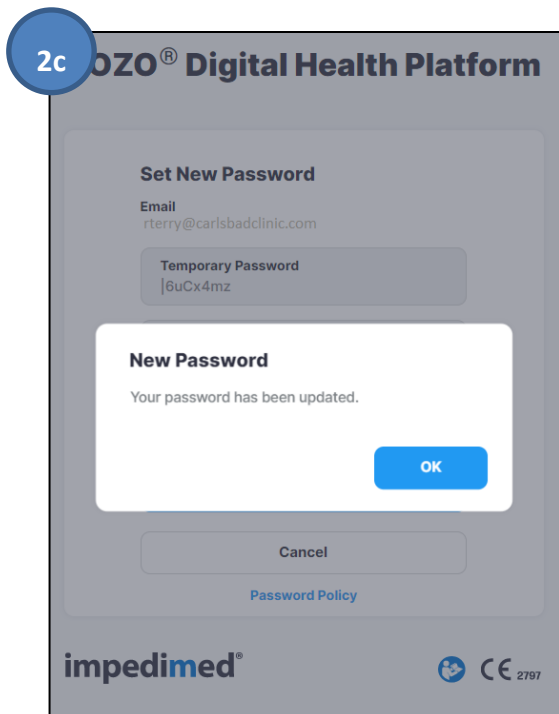 2c
OZO® Digital Health Platform
Set New Password
Email
rterry@carlsbadclinic.com
Temporary Password
6uCx4mz
New Password
Your password has been updated.
OK
Cancel
Password Policy
impedimed®
CE 2797